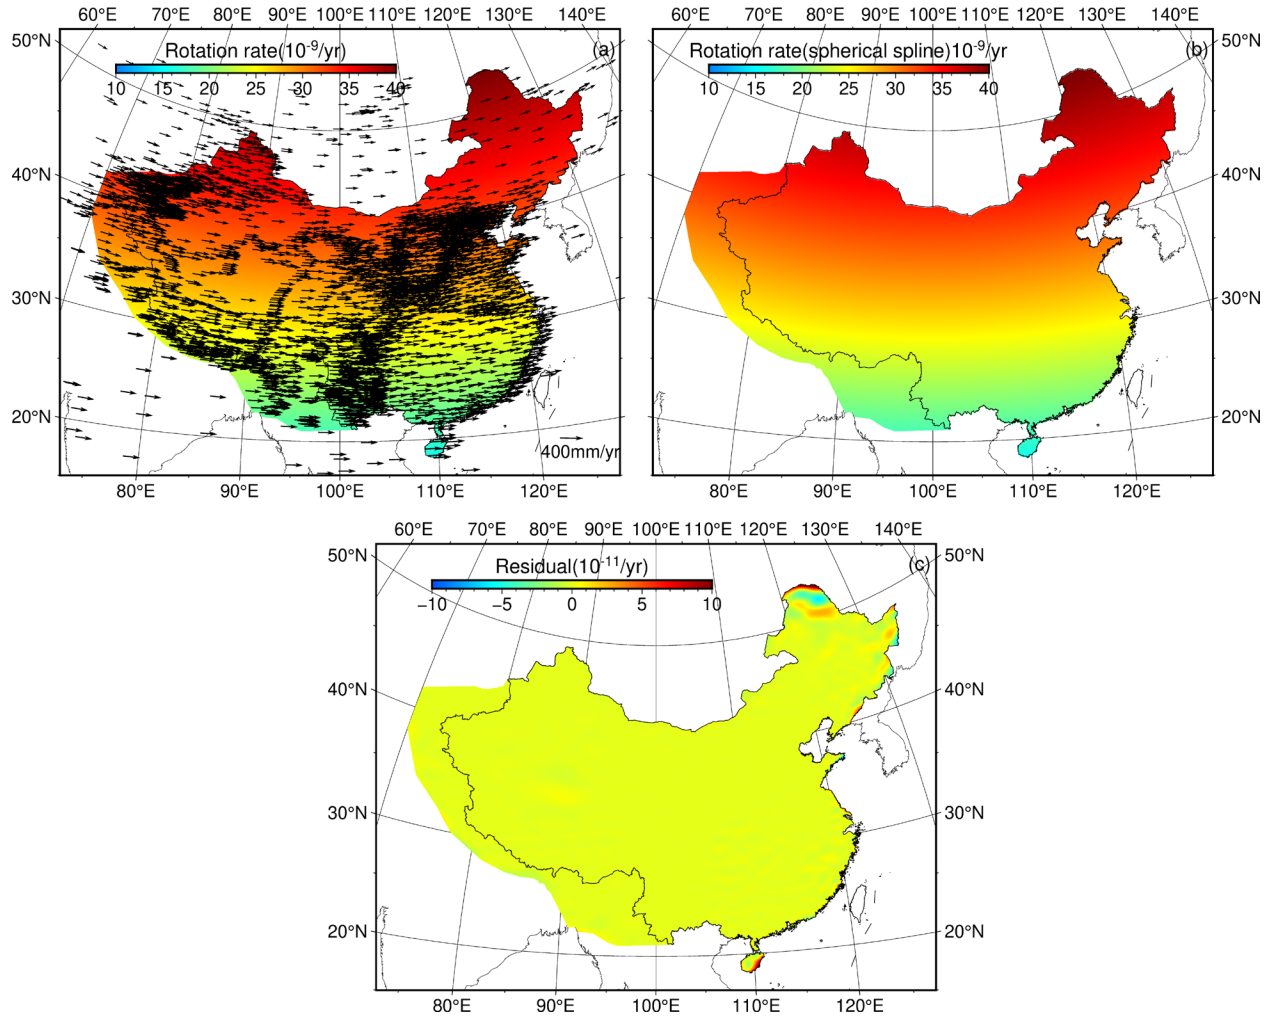 60°E 70°E 80°E 90°E 100°E 110°E 120°E 130°E 140°E
60°E 70°E 80°E 90°E 100°E 110°E 120°E 130°E 140°E
50°N
Rotation rate(10⁻⁹/yr)
(a)
10 15 20 25 30 35 40
40°N
30°N
20°N
400mm/yr
80°E 90°E 100°E 110°E 120°E
Rotation rate(spherical spline)10⁻⁹/yr
(b)
10 15 20 25 30 35 40
50°N
40°N
30°N
20°N
80°E 90°E 100°E 110°E 120°E
60°E 70°E 80°E 90°E 100°E 110°E 120°E 130°E 140°E
50°N
Residual(10⁻¹¹/yr)
(c)
50°N
−10 −5 0 5 10
40°N 40°N
30°N 30°N
20°N 20°N
80°E 90°E 100°E 110°E 120°E